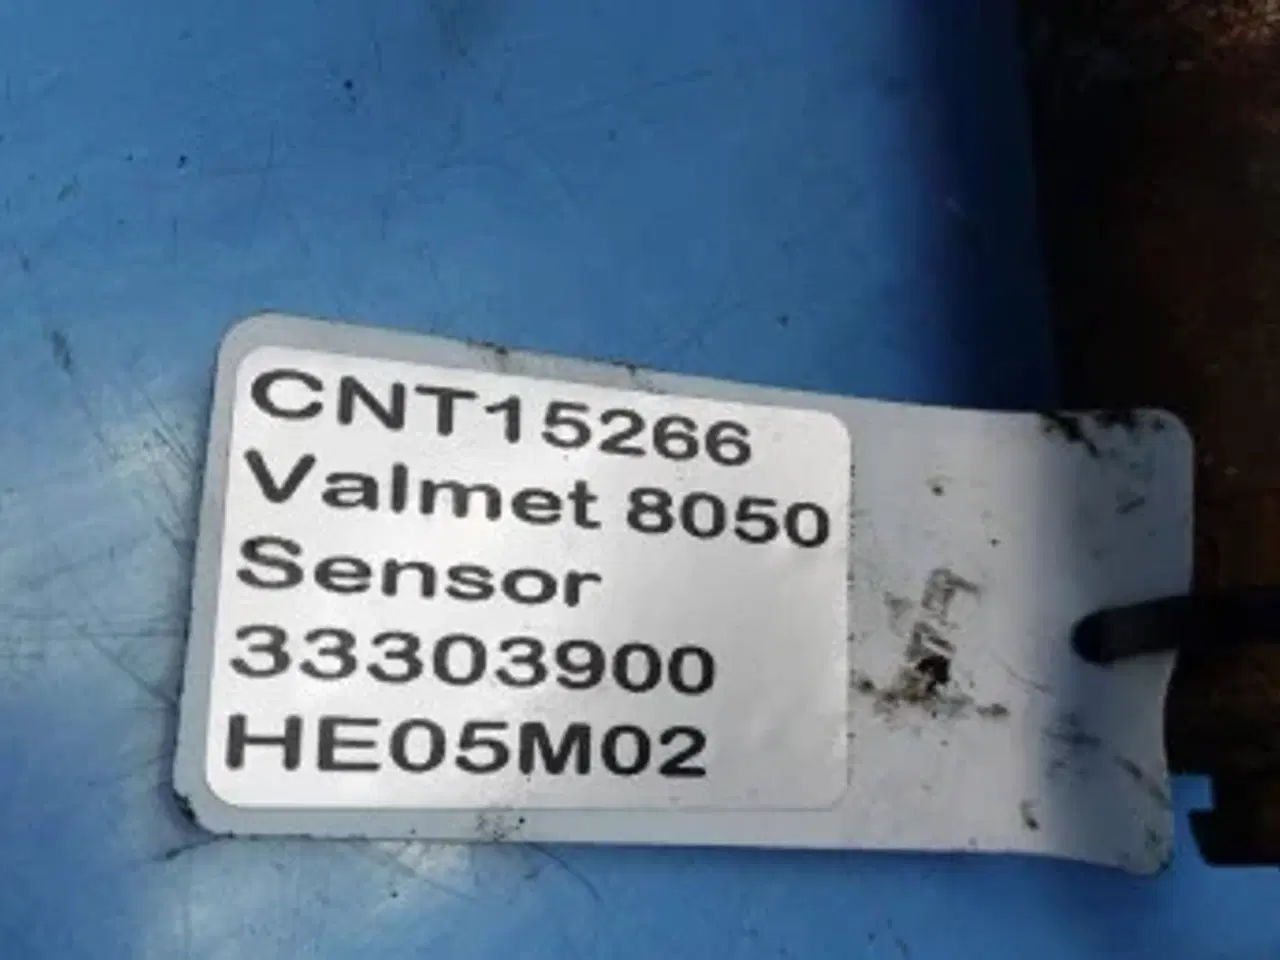 CNT15266
Valmet 8050
Sensor
33303900
HE05M02